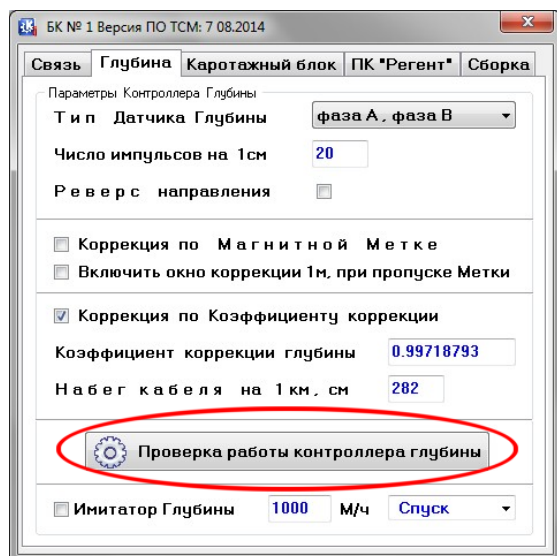 БК № 1 Версия ПО ТСМ: 7 08.2014
Связь Глубина Каротажный блок ПК "Регент" Сборка
Параметры Контроллера Глубины
Тип Датчика Глубины фаза А, фаза В
Число импульсов на 1см 20
Реверс направления
Коррекция по Магнитной Метке
Включить окно коррекции 1м, при пропуске Метки
Коррекция по Коэффициенту коррекции
Коэффициент коррекции глубины 0.99718793
Набег кабеля на 1км, см 282
Проверка работы контроллера глубины
Имитатор Глубины 1000 М/ч Спуск